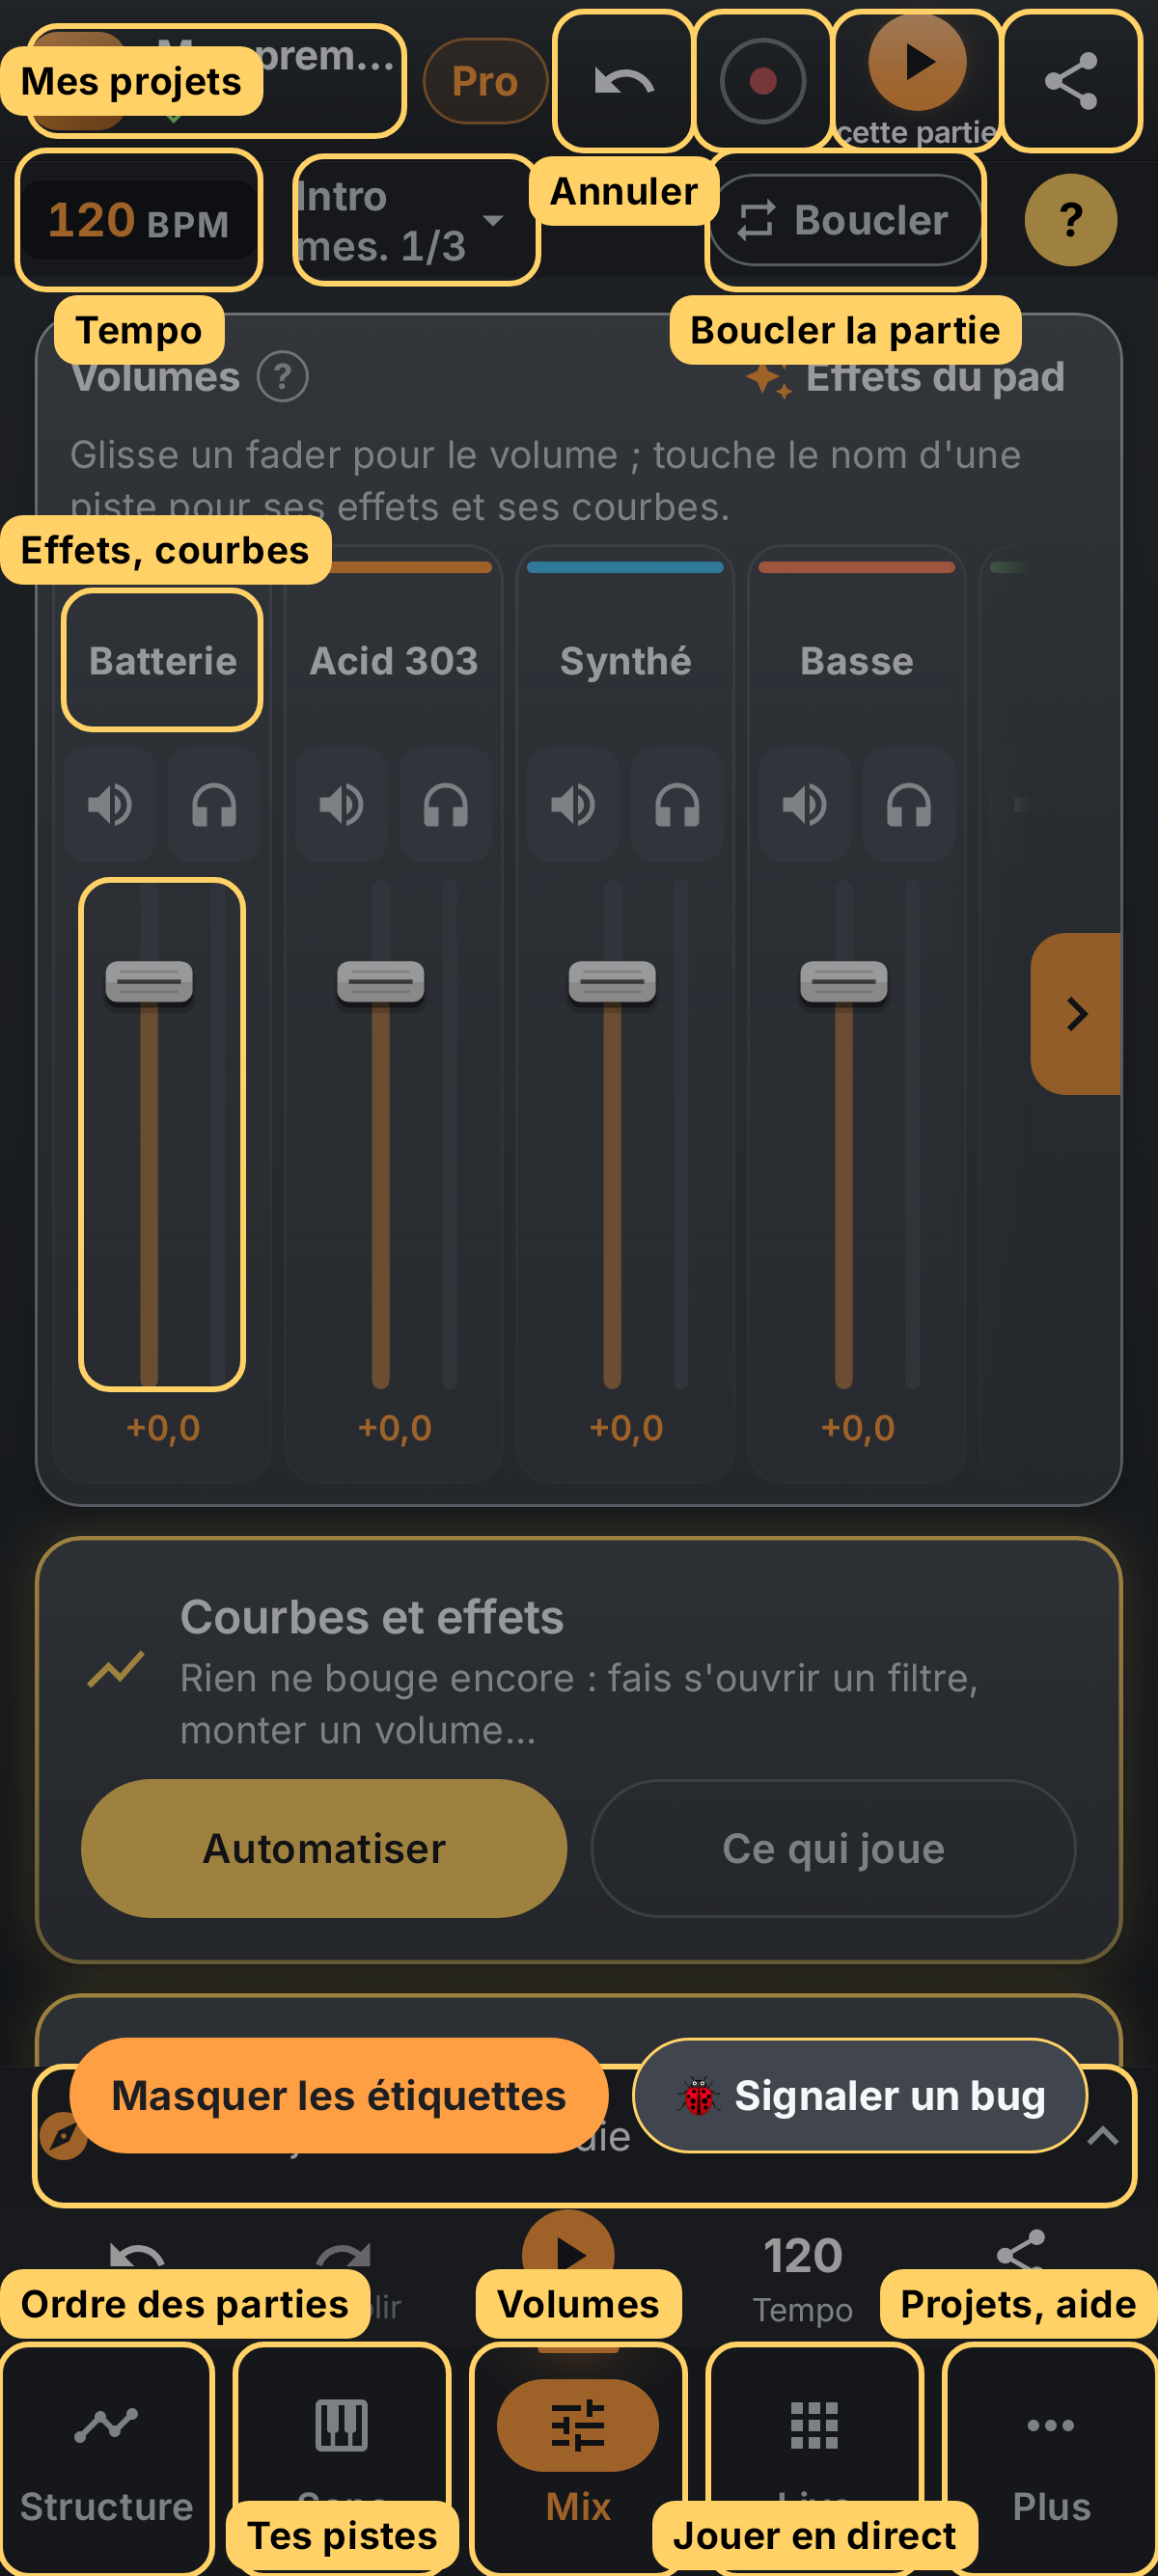 Mes projets
prem...
Pro
cette partie
120 BPM
Intro
mes. 1/3
Annuler
Boucler
?
Tempo
Boucler la partie
Volumes ?
Effets du pad
Glisse un fader pour le volume ; touche le nom d'une
piste pour ses effets et ses courbes.
Effets, courbes
Batterie
Acid 303
Synthé
Basse
+0,0
+0,0
+0,0
+0,0
Courbes et effets
Rien ne bouge encore : fais s'ouvrir un filtre,
monter un volume...
Automatiser
Ce qui joue
Masquer les étiquettes
🐞 Signaler un bug
120
Tempo
Ordre des parties
Volumes
Projets, aide
Structure
Mix
Plus
Tes pistes
Jouer en direct